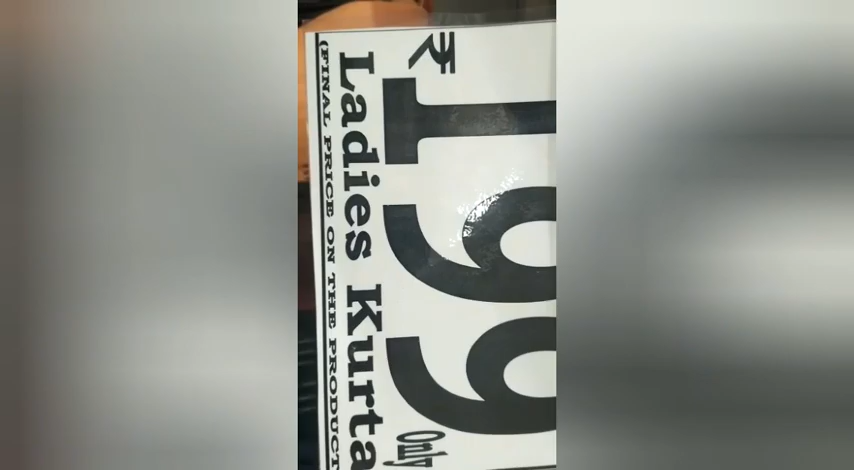 ₹ 199 Only
Ladies Kurta
(FINAL PRICE ON THE PRODUCT